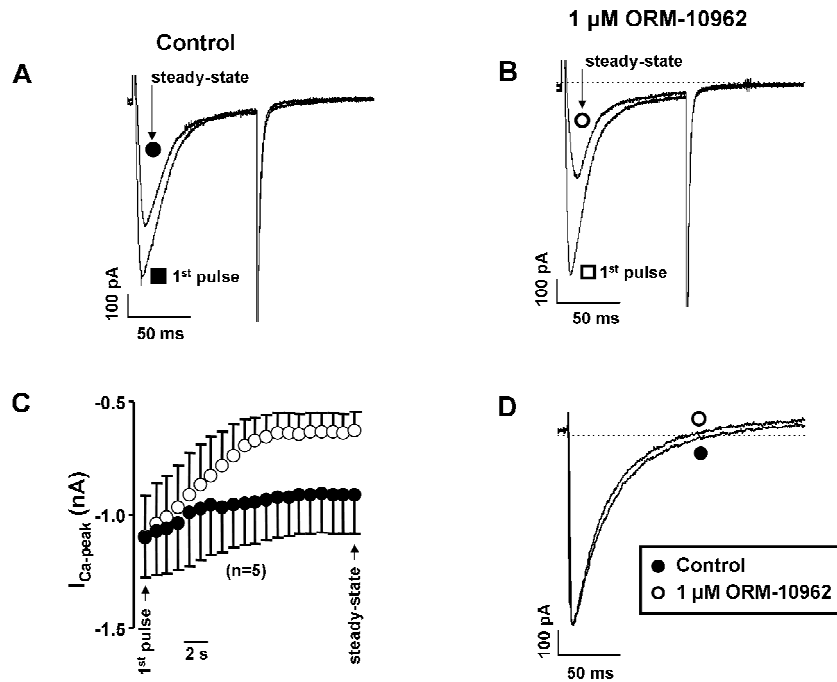 Control
1 µM ORM-10962
A
steady-state
1st pulse
100 pA
50 ms
B
steady-state
1st pulse
100 pA
50 ms
C
-0.5
-1.0
-1.5
ICa-peak (nA)
(n=5)
1st pulse
2 s
steady-state
D
Control
1 µM ORM-10962
100 pA
50 ms